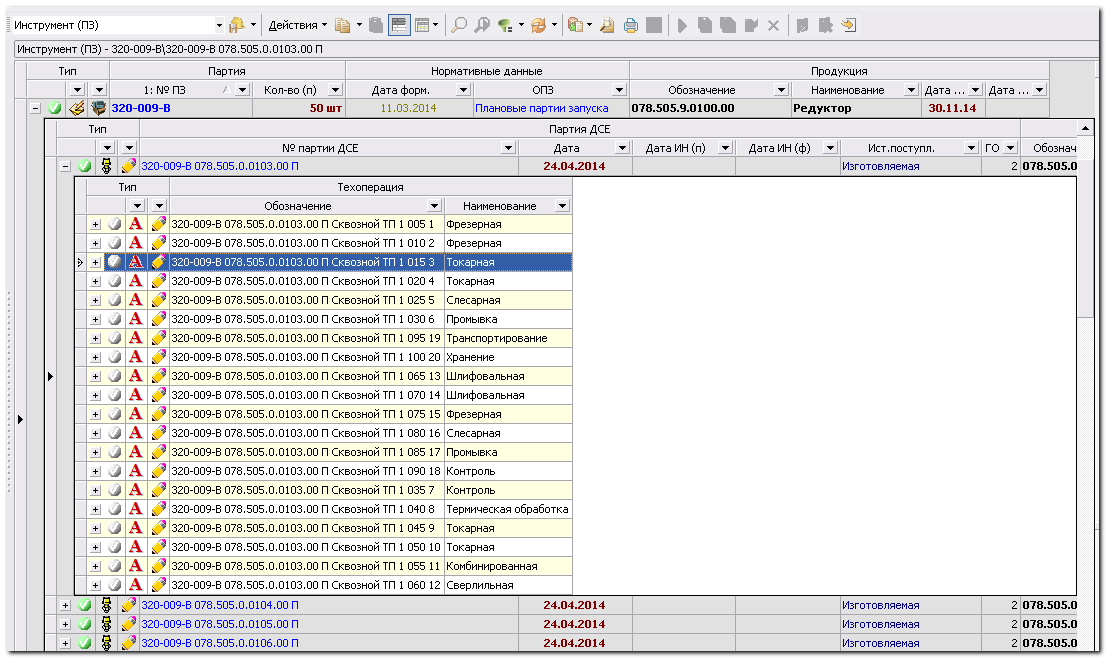 Инструмент (ПЗ) Действия
Инструмент (ПЗ) - 320-009-В\320-009-В 078.505.0.0103.00 П
Тип Партия Нормативные данные Продукция
1: № ПЗ Кол-во (п) Дата форм. ОПЗ Обозначение Наименование Дата ... Дата ...
320-009-В 50 шт 11.03.2014 Плановые партии запуска 078.505.9.0100.00 Редуктор 30.11.14
Тип Партия ДСЕ
№ партии ДСЕ Дата Дата ИН (п) Дата ИН (ф) Ист.поступл. ГО Обознач
320-009-В 078.505.0.0103.00 П 24.04.2014 Изготовляемая 2 078.505.0
Тип Техоперация
Обозначение Наименование
320-009-В 078.505.0.0103.00 П Сквозной ТП 1 005 1 Фрезерная
320-009-В 078.505.0.0103.00 П Сквозной ТП 1 010 2 Фрезерная
320-009-В 078.505.0.0103.00 П Сквозной ТП 1 015 3 Токарная
320-009-В 078.505.0.0103.00 П Сквозной ТП 1 020 4 Токарная
320-009-В 078.505.0.0103.00 П Сквозной ТП 1 025 5 Слесарная
320-009-В 078.505.0.0103.00 П Сквозной ТП 1 030 6 Промывка
320-009-В 078.505.0.0103.00 П Сквозной ТП 1 095 19 Транспортирование
320-009-В 078.505.0.0103.00 П Сквозной ТП 1 100 20 Хранение
320-009-В 078.505.0.0103.00 П Сквозной ТП 1 065 13 Шлифовальная
320-009-В 078.505.0.0103.00 П Сквозной ТП 1 070 14 Шлифовальная
320-009-В 078.505.0.0103.00 П Сквозной ТП 1 075 15 Фрезерная
320-009-В 078.505.0.0103.00 П Сквозной ТП 1 080 16 Слесарная
320-009-В 078.505.0.0103.00 П Сквозной ТП 1 085 17 Промывка
320-009-В 078.505.0.0103.00 П Сквозной ТП 1 090 18 Контроль
320-009-В 078.505.0.0103.00 П Сквозной ТП 1 035 7 Контроль
320-009-В 078.505.0.0103.00 П Сквозной ТП 1 040 8 Термическая обработка
320-009-В 078.505.0.0103.00 П Сквозной ТП 1 045 9 Токарная
320-009-В 078.505.0.0103.00 П Сквозной ТП 1 050 10 Токарная
320-009-В 078.505.0.0103.00 П Сквозной ТП 1 055 11 Комбинированная
320-009-В 078.505.0.0103.00 П Сквозной ТП 1 060 12 Сверлильная
320-009-В 078.505.0.0104.00 П 24.04.2014 Изготовляемая 2 078.505.0
320-009-В 078.505.0.0105.00 П 24.04.2014 Изготовляемая 2 078.505.0
320-009-В 078.505.0.0106.00 П 24.04.2014 Изготовляемая 2 078.505.0